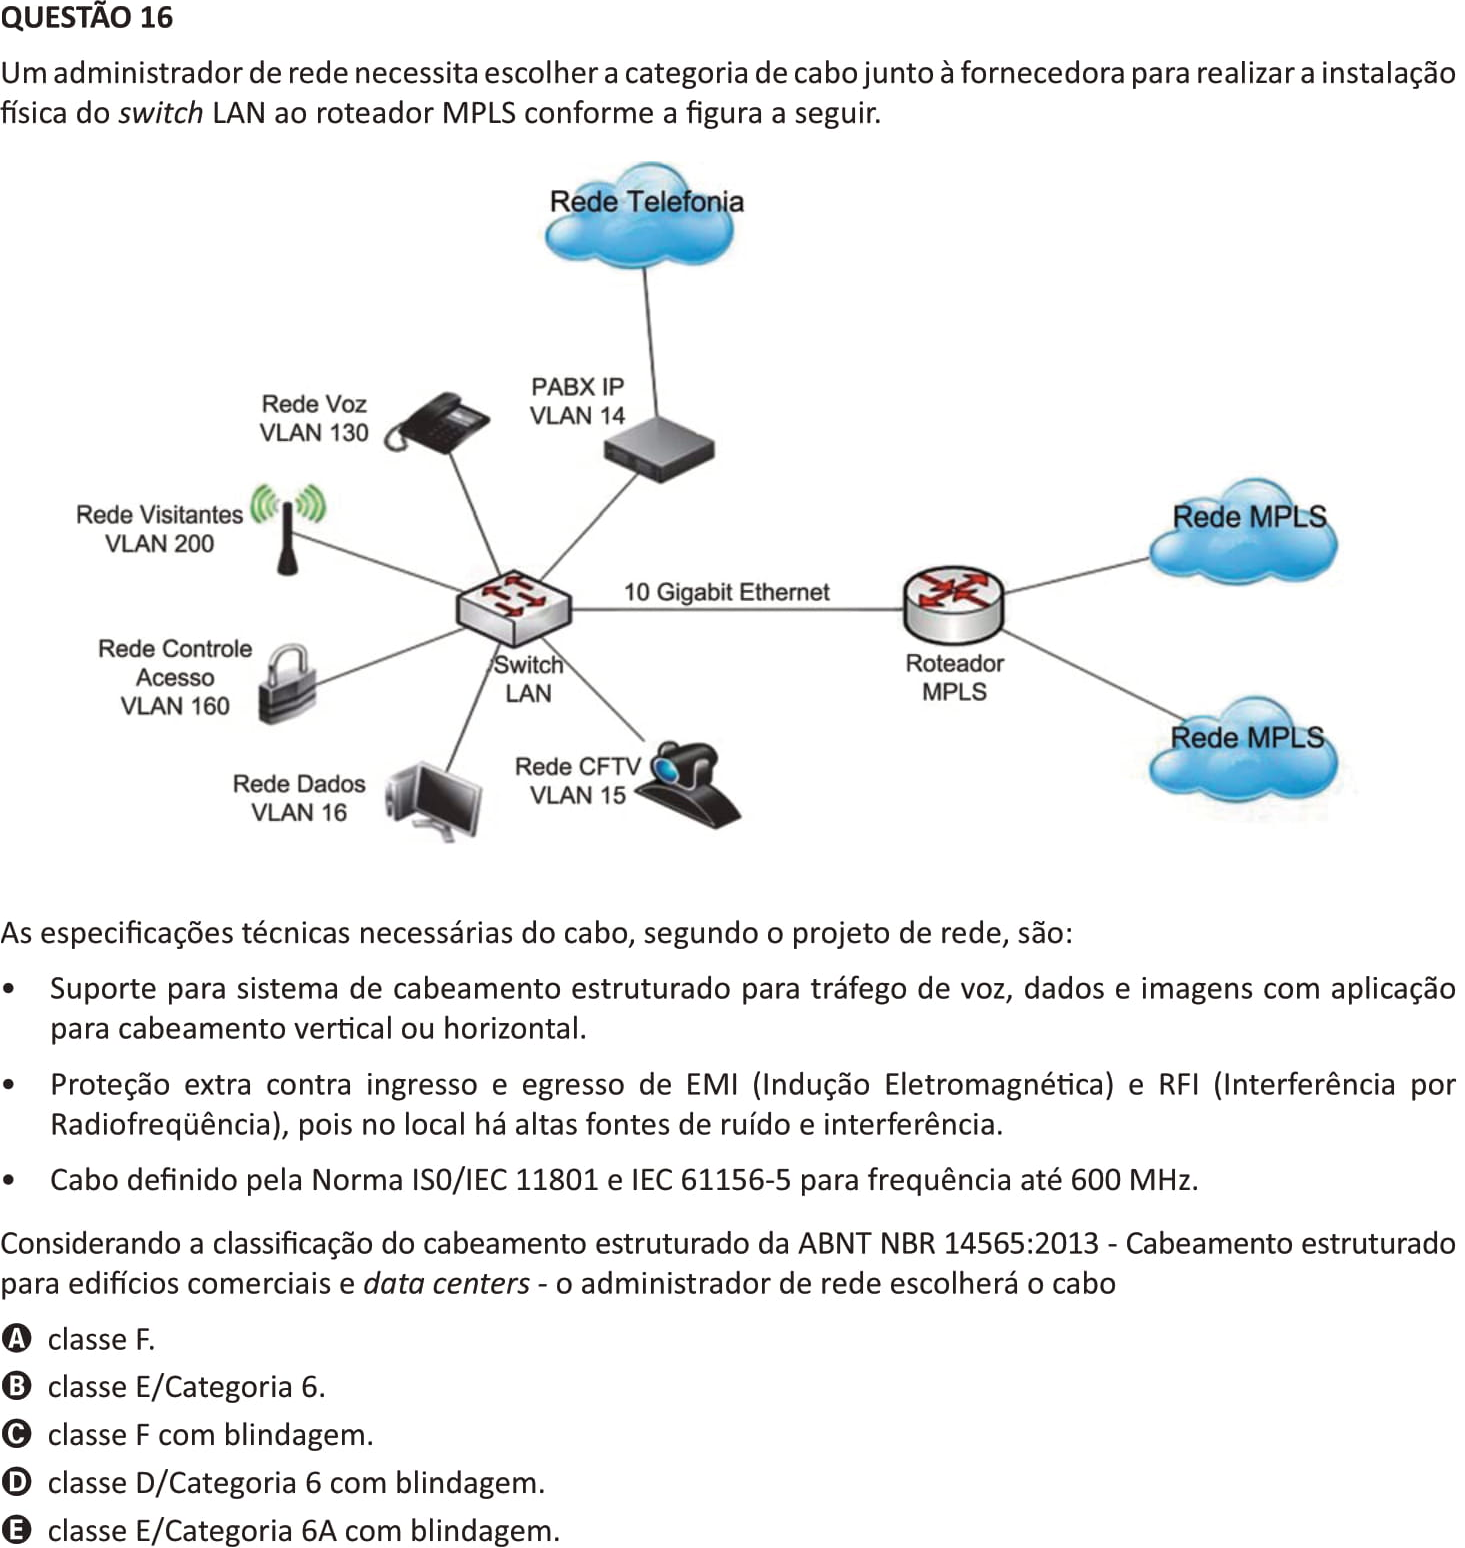 QUESTÃO 16
Um administrador de rede necessita escolher a categoria de cabo junto à fornecedora para realizar a instalação
física do switch LAN ao roteador MPLS conforme a figura a seguir.
Rede Telefonia
PABX IP
VLAN 14
Rede Voz
VLAN 130
Rede Visitantes
VLAN 200
Rede MPLS
10 Gigabit Ethernet
Rede Controle
Acesso
VLAN 160
Switch
LAN
Roteador
MPLS
Rede MPLS
Rede CFTV
VLAN 15
Rede Dados
VLAN 16
As especificações técnicas necessárias do cabo, segundo o projeto de rede, são:
• Suporte para sistema de cabeamento estruturado para tráfego de voz, dados e imagens com aplicação
para cabeamento vertical ou horizontal.
• Proteção extra contra ingresso e egresso de EMI (Indução Eletromagnética) e RFI (Interferência por
Radiofreqüência), pois no local há altas fontes de ruído e interferência.
• Cabo definido pela Norma IS0/IEC 11801 e IEC 61156-5 para frequência até 600 MHz.
Considerando a classificação do cabeamento estruturado da ABNT NBR 14565:2013 - Cabeamento estruturado
para edifícios comerciais e data centers - o administrador de rede escolherá o cabo
A classe F.
B classe E/Categoria 6.
C classe F com blindagem.
D classe D/Categoria 6 com blindagem.
E classe E/Categoria 6A com blindagem.